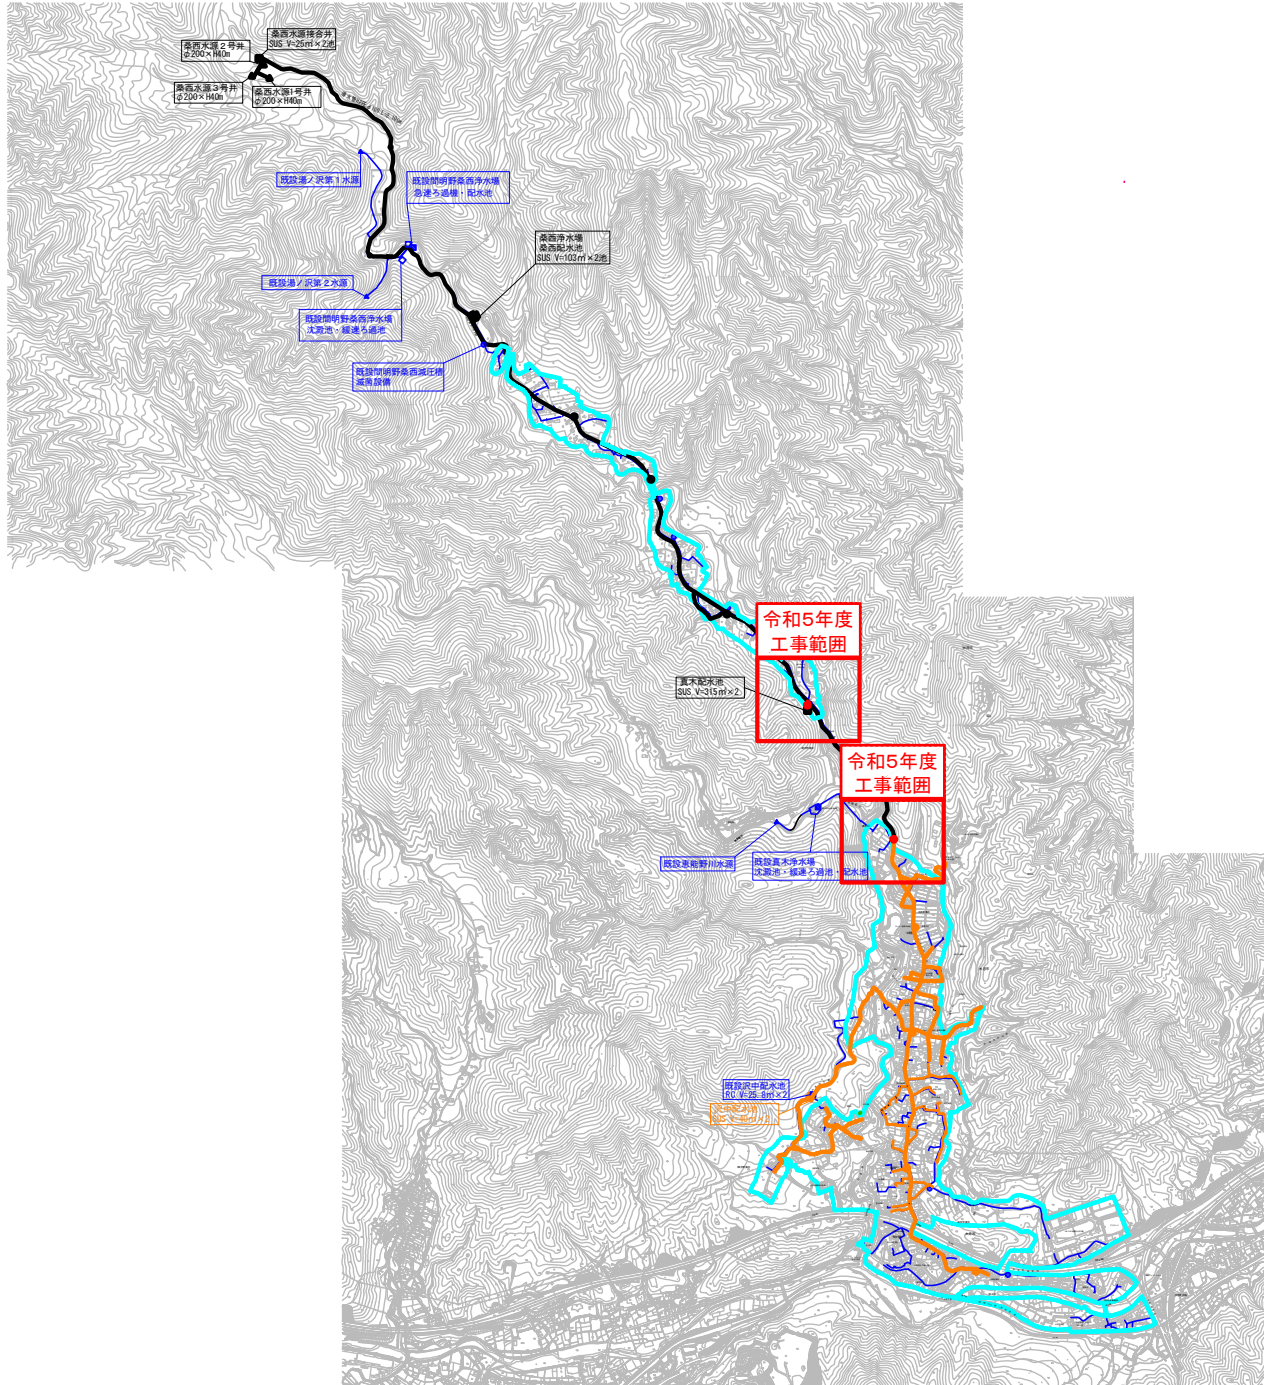 桑西水源接合井
SUS V=25㎥×2池
桑西水源2号井
φ200×H40m
桑西水源3号井
φ200×H40m
桑西水源1号井
φ200×H40m
既設湯ノ沢第1水源
既設間明野桑西浄水場
急速ろ過機・配水池
桑西浄水場
桑西配水池
SUS V=103㎥×2池
既設湯ノ沢第2水源
既設間明野桑西浄水場
沈澱池・緩速ろ過池
既設間明野桑西減圧槽
滅菌設備
令和5年度
工事範囲
真木配水池
SUS V=315㎥×2
令和5年度
工事範囲
既設恵能野川水源
既設真木浄水場
沈澱池・緩速ろ過池・配水池
既設沢中配水池
RC V=25.8㎥×2